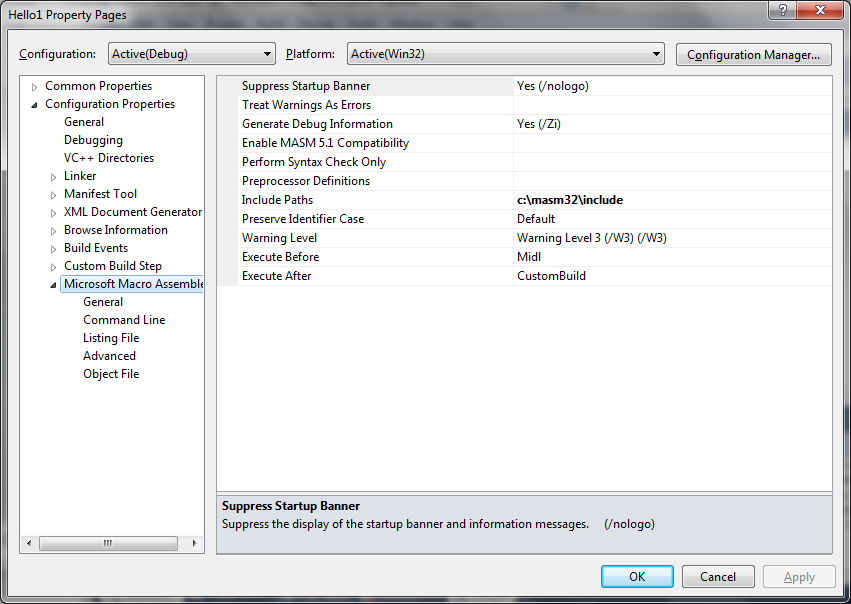 Hello1 Property Pages
Configuration: Active(Debug) Platform: Active(Win32) Configuration Manager...
Common Properties
Configuration Properties
General
Debugging
VC++ Directories
Linker
Manifest Tool
XML Document Generator
Browse Information
Build Events
Custom Build Step
Microsoft Macro Assemble
General
Command Line
Listing File
Advanced
Object File
Suppress Startup Banner Yes (/nologo)
Treat Warnings As Errors
Generate Debug Information Yes (/Zi)
Enable MASM 5.1 Compatibility
Perform Syntax Check Only
Preprocessor Definitions
Include Paths c:\masm32\include
Preserve Identifier Case Default
Warning Level Warning Level 3 (/W3) (/W3)
Execute Before Midl
Execute After CustomBuild
Suppress Startup Banner
Suppress the display of the startup banner and information messages. (/nologo)
OK Cancel Apply